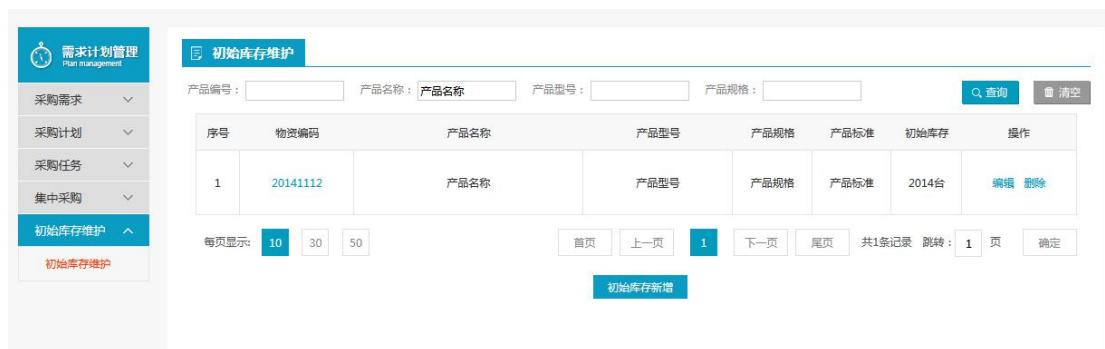 需求计划管理
Plan management
采购需求
采购计划
采购任务
集中采购
初始库存维护
初始库存维护
初始库存维护
产品编号： 产品名称： 产品名称 产品型号： 产品规格： 查询 清空
序号 物资编码 产品名称 产品型号 产品规格 产品标准 初始库存 操作
1 20141112 产品名称 产品型号 产品规格 产品标准 2014台 编辑 删除
每页显示: 10 30 50 首页 上一页 1 下一页 尾页 共1条记录 跳转： 1 页 确定
初始库存新增